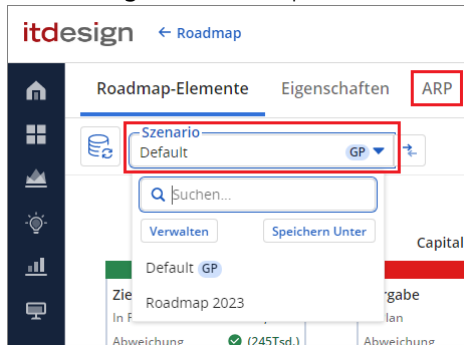 itdesign ← Roadmap
Roadmap-Elemente Eigenschaften ARP
Szenario
Default GP
Suchen...
Verwalten Speichern Unter
Capital
Default GP
Roadmap 2023
Zie rgabe
In F lan
Abweichung (245Tsd.) Abweichung